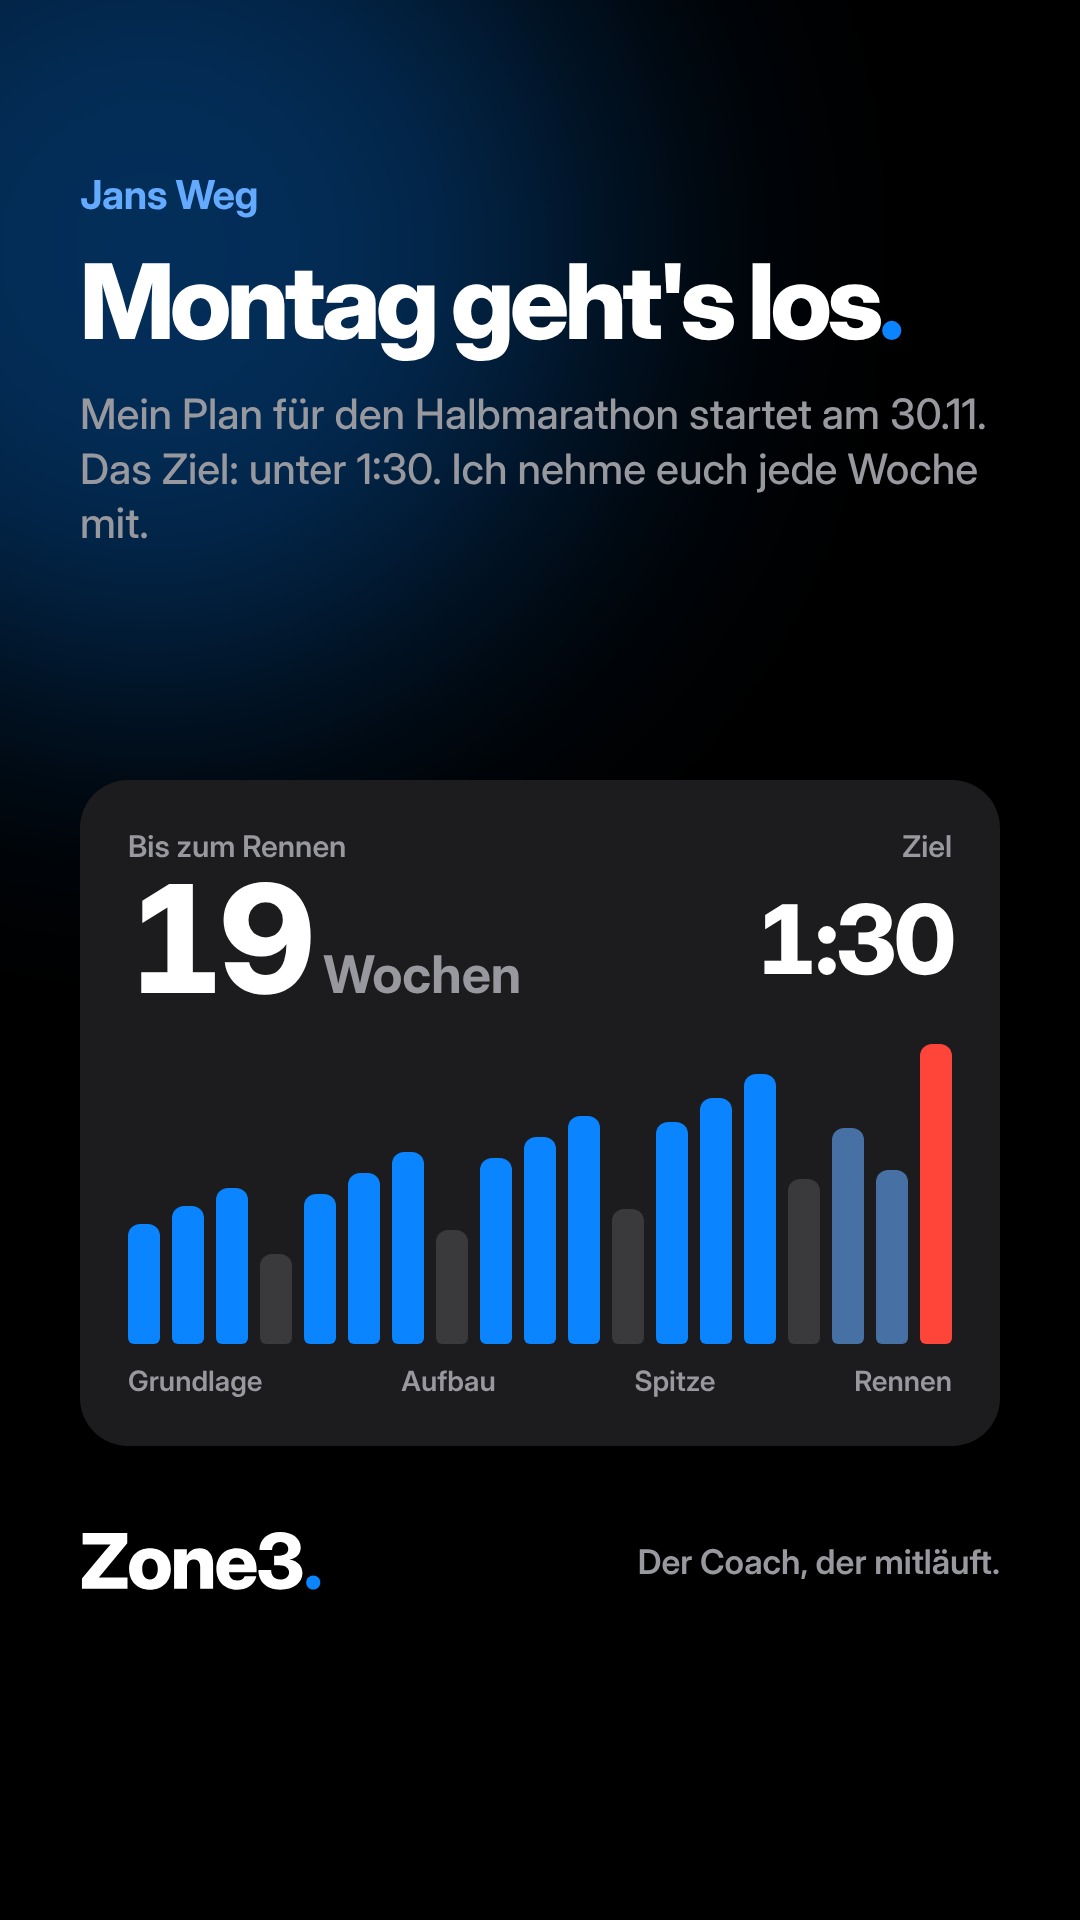 Jans Weg
Montag geht's los.
Mein Plan für den Halbmarathon startet am 30.11.
Das Ziel: unter 1:30. Ich nehme euch jede Woche
mit.
Bis zum Rennen
Ziel
19 Wochen
1:30
Grundlage Aufbau Spitze Rennen
Zone3.
Der Coach, der mitläuft.